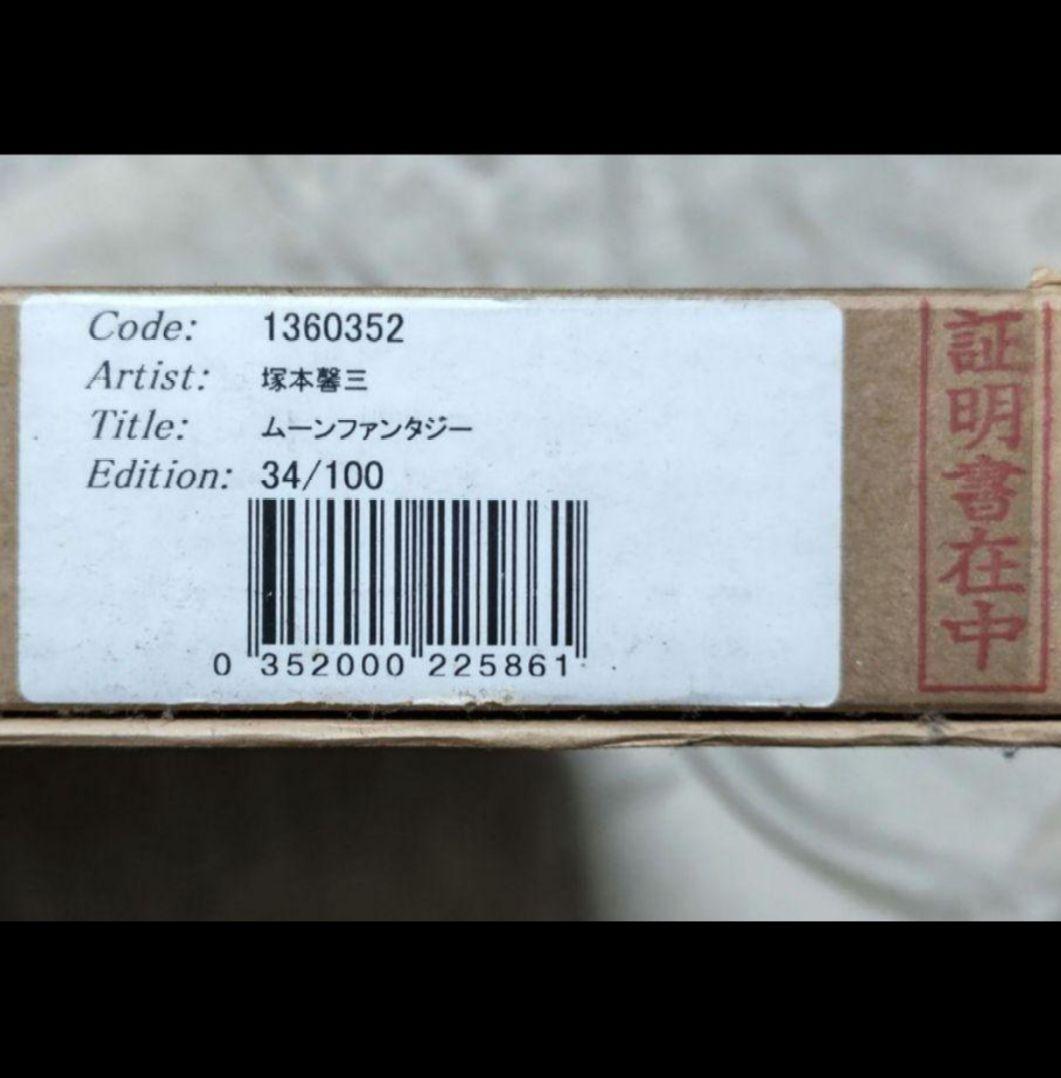 Code: 1360352
Artist: 塚本馨三
Title: ムーンファンタジー
Edition: 34/100
0 352000 225861
証明書在中